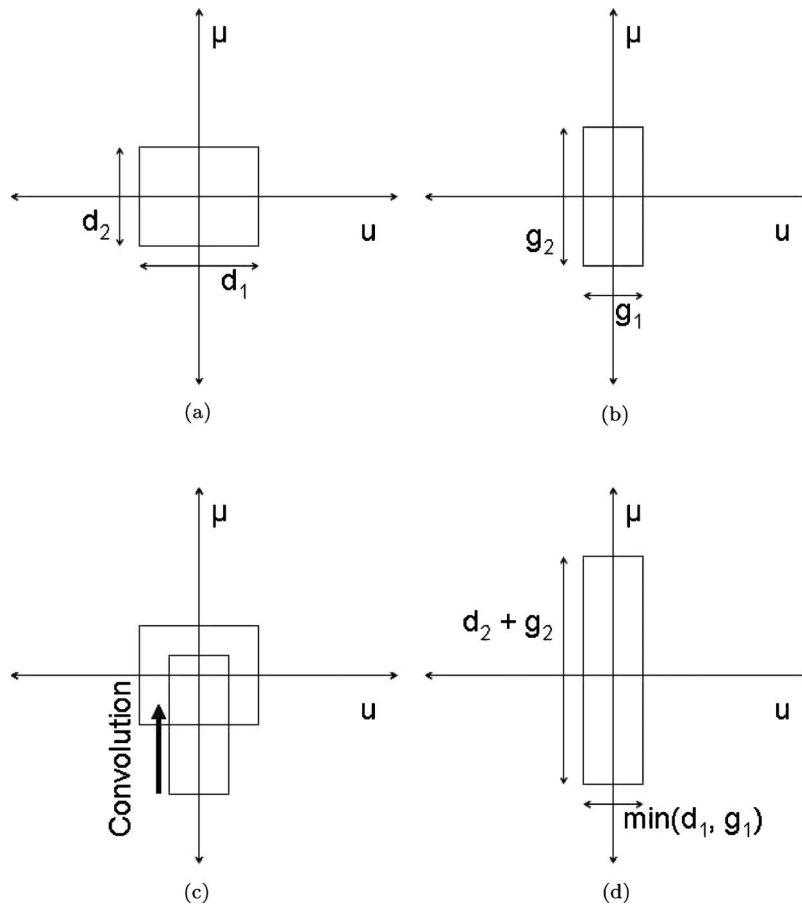 μ
u
d₂
d₁
(a)
μ
u
g₂
g₁
(b)
μ
u
Convolution
(c)
μ
u
d₂ + g₂
min(d₁, g₁)
(d)